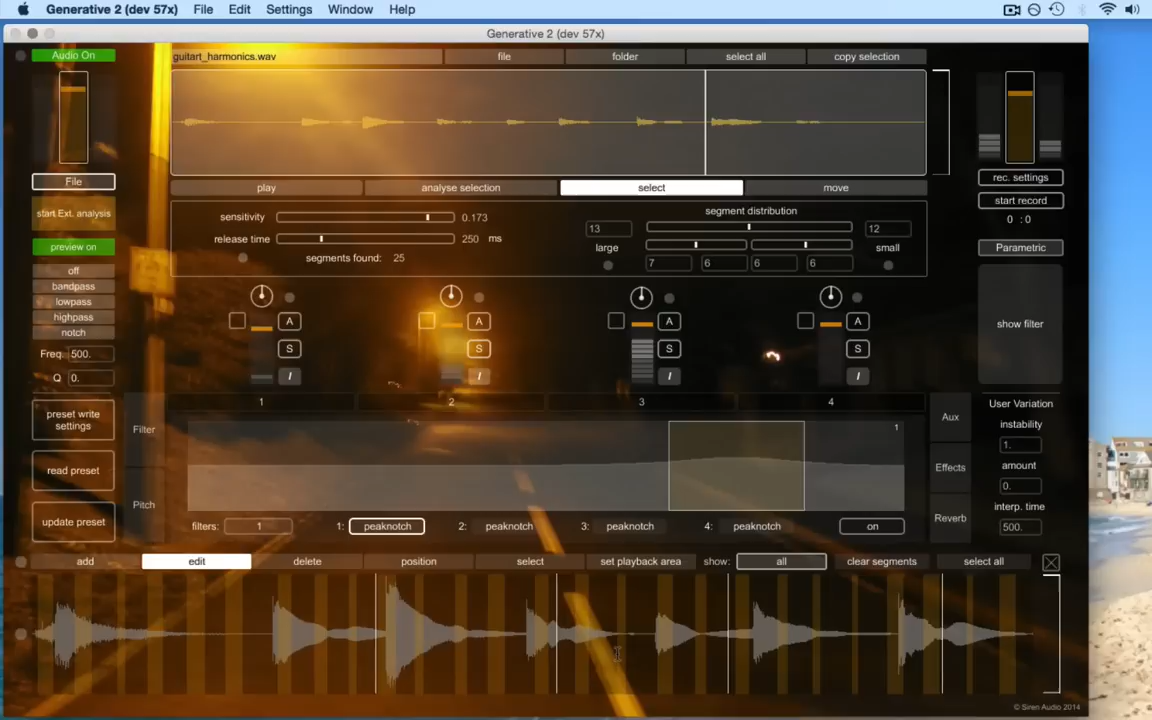 Generative 2 (dev 57x) File Edit Settings Window Help
Generative 2 (dev 57x)
Audio On
guitart_harmonics.wav file folder select all copy selection
File
play analyse selection select move
rec. settings
start record
0 : 0
start Ext. analysis
sensitivity 0.173
release time 250 ms
segments found: 25
segment distribution
13 12
large small
7 6 6 6
preview on
off
bandpass
lowpass
highpass
notch
Freq. 500.
Q 0.
Parametric
show filter
A A A A
S S S S
I I I I
1 2 3 4
preset write
settings
read preset
update preset
Filter
Pitch
1
Aux
Effects
Reverb
User Variation
instability
1.
amount
0.
interp. time
500.
filters: 1 1: peaknotch 2: peaknotch 3: peaknotch 4: peaknotch on
add edit delete position select set playback area show: all clear segments select all
© Siren Audio 2014